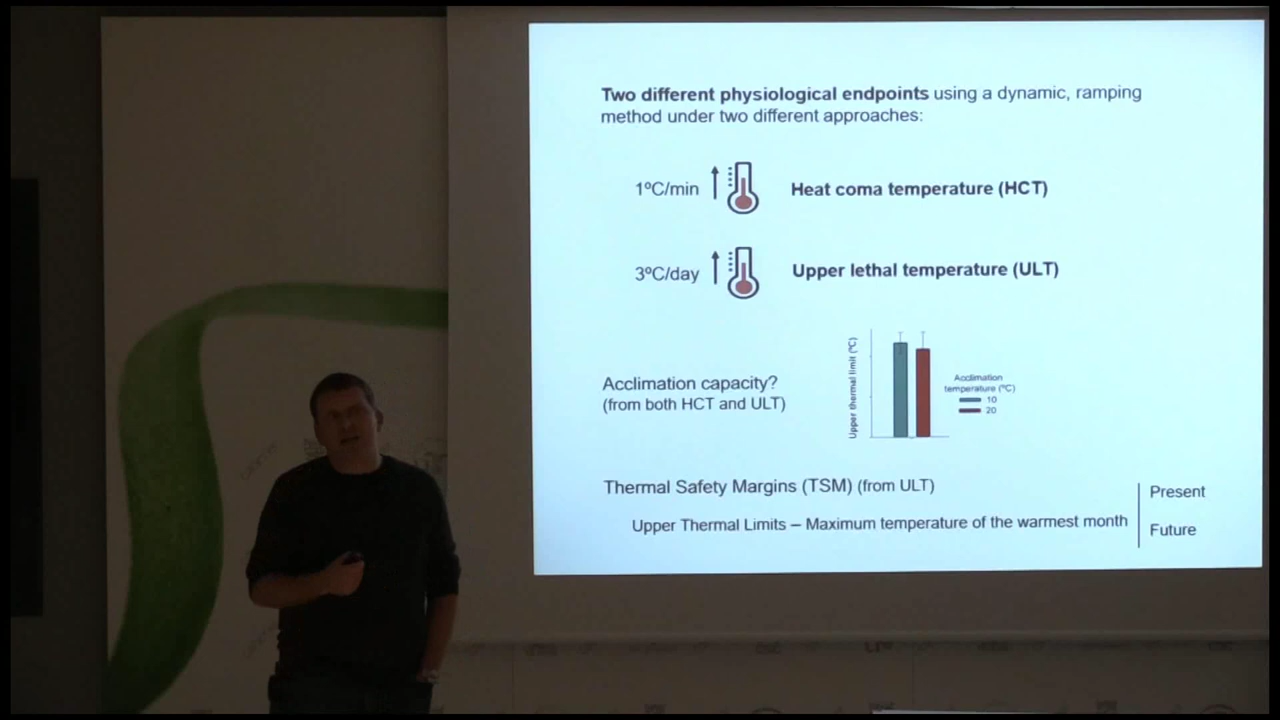 Two different physiological endpoints using a dynamic, ramping
method under two different approaches:
1ºC/min
Heat coma temperature (HCT)
3ºC/day
Upper lethal temperature (ULT)
Acclimation capacity?
(from both HCT and ULT)
Upper thermal limit (ºC)
Acclimation
temperature (ºC)
10
20
Thermal Safety Margins (TSM) (from ULT)
Upper Thermal Limits – Maximum temperature of the warmest month
Present
Future